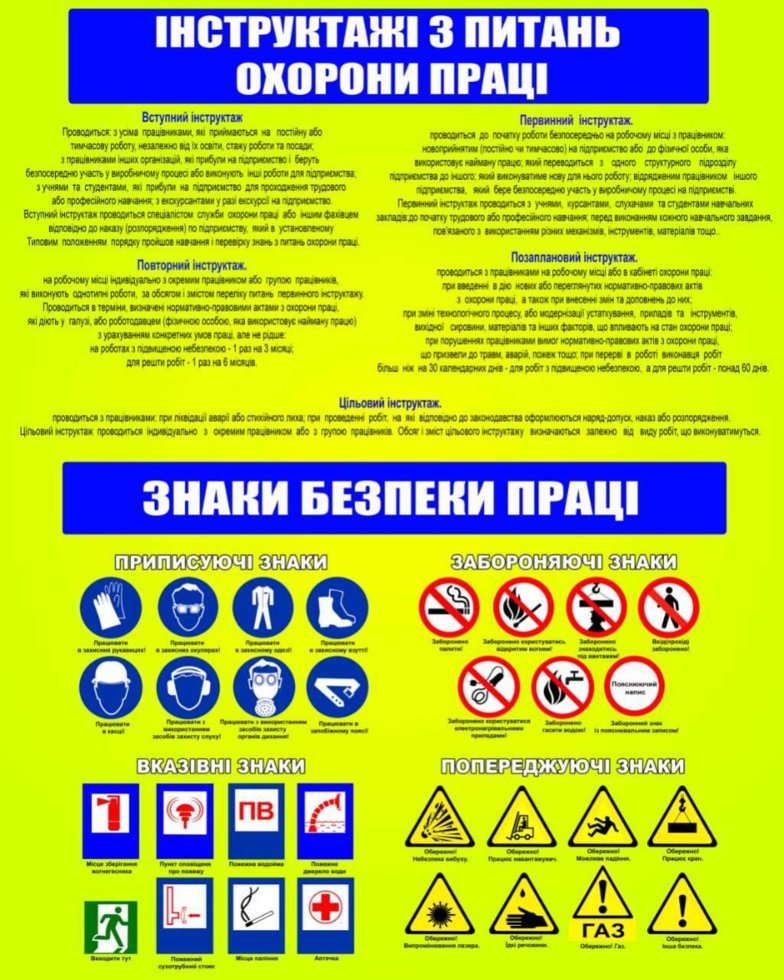 ІНСТРУКТАЖІ З ПИТАНЬ
ОХОРОНИ ПРАЦІ
Вступний інструктаж
Проводиться: з усіма працівниками, які приймаються на постійну або
тимчасову роботу, незалежно від їх освіти, стажу роботи та посади;
з працівниками інших організацій, які прибули на підприємство і беруть
безпосередню участь у виробничому процесі або виконують інші роботи для підприємства;
з учнями та студентами, які прибули на підприємство для проходження трудового
або професійного навчання; з екскурсантами у разі екскурсії на підприємство.
Вступний інструктаж проводиться спеціалістом служби охорони праці або іншим фахівцем
відповідно до наказу (розпорядження) по підприємству, який в установленому
Типовим положенням порядку пройшов навчання і перевірку знань з питань охорони праці.
Повторний інструктаж.
на робочому місці індивідуально з окремим працівником або групою працівників,
які виконують однотипні роботи, за обсягом і змістом переліку питань первинного інструктажу.
Проводиться в терміни, визначені нормативно-правовими актами з охорони праці,
які діють у галузі, або роботодавцем (фізичною особою, яка використовує найману працю)
з урахуванням конкретних умов праці, але не рідше:
на роботах з підвищеною небезпекою - 1 раз на 3 місяці;
для решти робіт - 1 раз на 6 місяців.
Первинний інструктаж.
проводиться до початку роботи безпосередньо на робочому місці з працівником:
новоприйнятим (постійно чи тимчасово) на підприємство або до фізичної особи, яка
використовує найману працю; який переводиться з одного структурного підрозділу
підприємства до іншого; який виконуватиме нову для нього роботу; відрядженим працівником іншого
підприємства, який бере безпосередню участь у виробничому процесі на підприємстві.
Первинний інструктаж проводиться з учнями, курсантами, слухачами та студентами навчальних
закладів:до початку трудового або професійного навчання; перед виконанням кожного навчального завдання,
пов'язаного з використанням різних механізмів, інструментів, матеріалів тощо..
Позаплановий інструктаж.
проводиться з працівниками на робочому місці або в кабінеті охорони праці:
при введенні в дію нових або переглянутих нормативно-правових актів
з охорони праці, а також при внесенні змін та доповнень до них;
при зміні технологічного процесу, або модернізації устаткування, приладів та інструментів,
вихідної сировини, матеріалів та інших факторів, що впливають на стан охорони праці;
при порушеннях працівниками вимог нормативно-правових актів з охорони праці,
що призвели до травм, аварій, пожеж тощо; при перерві в роботі виконавця робіт
більш ніж на 30 календарних днів - для робіт з підвищеною небезпекою, а для решти робіт - понад 60 днів.
Цільовий інструктаж.
проводиться з працівниками: при ліквідації аварії або стихійного лиха; при проведенні робіт, на які відповідно до законодавства оформлюються наряд-допуск, наказ або розпорядження.
Цільовий інструктаж проводиться індивідуально з окремим працівником або з групою працівників. Обсяг і зміст цільового інструктажу визначаються залежно від виду робіт, що виконуватимуться.
ЗНАКИ БЕЗПЕКИ ПРАЦІ
ПРИПИСУЮЧІ ЗНАКИ
Працювати
в захисних рукавицях!
Працювати
в захисних окулярах!
Працювати
в захисному одязі!
Працювати
в захисному взутті!
Працювати
в касці!
Працювати з
використанням
засобів захисту слуху!
Працювати з використанням
засобів захисту
органів дихання!
Працювати в
запобіжному поясі!
ЗАБОРОНЯЮЧІ ЗНАКИ
Заборонено
палити!
Заборонено користуватись
відкритим вогнем!
Заборонено
знаходитись
під вантажем!
Вхід(прохід)
заборонено!
Заборонено користуватися
електронагрівальними
приладами!
Заборонено
гасити водою!
Пояснюючий
напис
Заборонний знак
із пояснювальним записом!
ВКАЗІВНІ ЗНАКИ
Місце зберігання
вогнегасника
Пункт оповіщення
про пожежу
ПВ
Пожежна водойма
Пожежне
джерело води
Виходити тут
Пожежний
сухотрубний стояк
Місце паління
Аптечка
ПОПЕРЕДЖУЮЧІ ЗНАКИ
Обережно!
Небезпека вибуху.
Обережно!
Працює навантажувач.
Обережно!
Можливе падіння.
Обережно!
Працює кран.
Обережно!
Випромінювання лазера.
Обережно!
Їдкі речовини.
ГАЗ
Обережно! Газ.
Обережно!
Інша безпека.